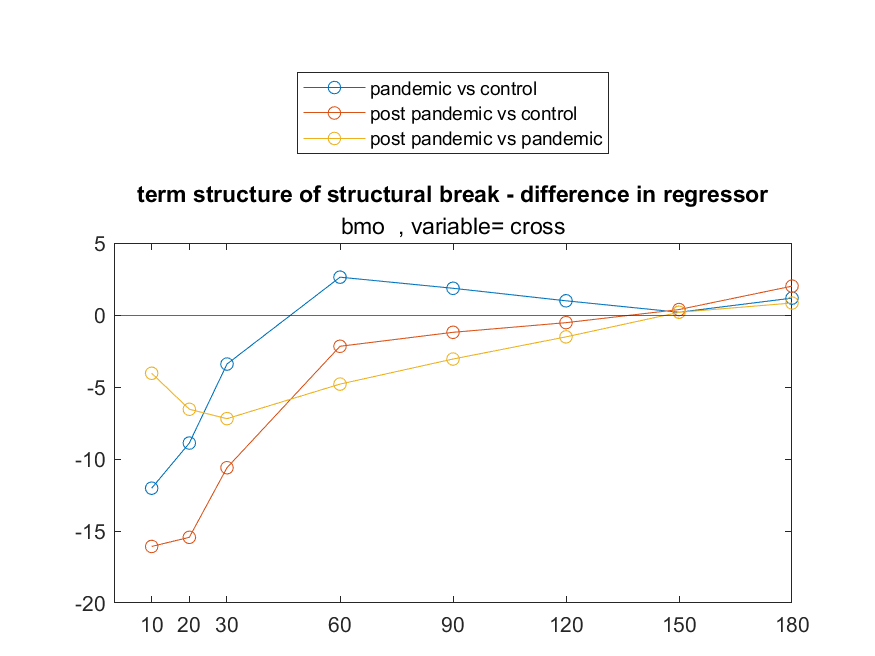 pandemic vs control
post pandemic vs control
post pandemic vs pandemic
term structure of structural break - difference in regressor
bmo  , variable= cross
5
0
-5
-10
-15
-20
10 20 30 60 90 120 150 180